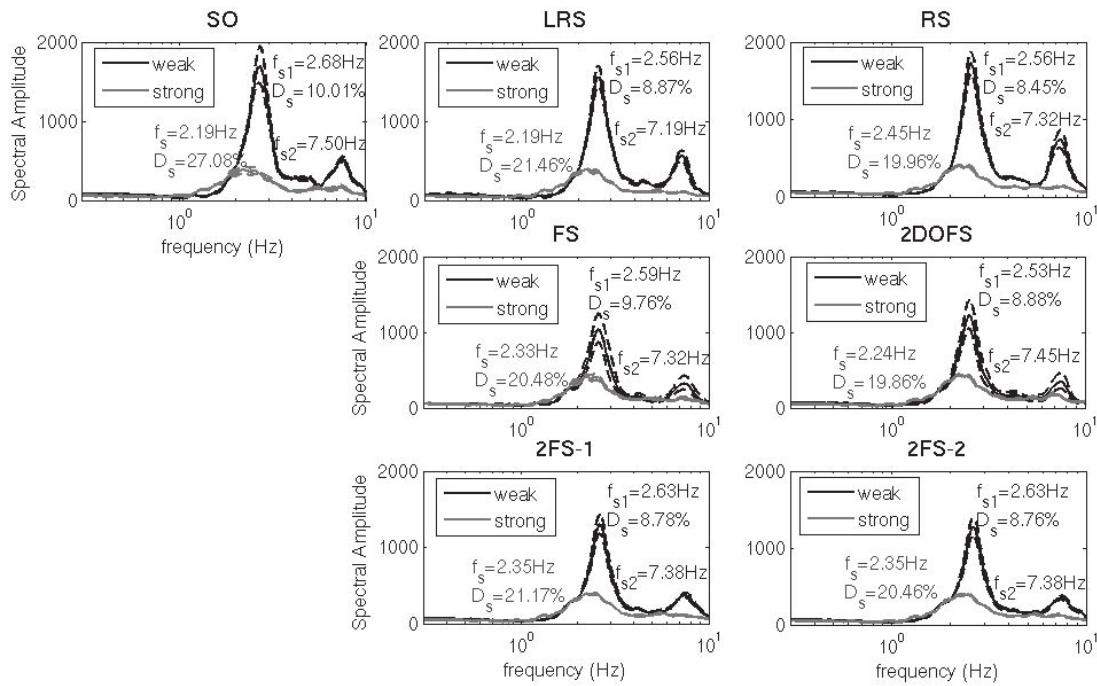 SO
Spectral Amplitude
2000
1000
0
weak
strong
f_s1=2.68Hz
D_s=10.01%
f_s=2.19Hz
D_s=27.08%
f_s2=7.50Hz
10^0
10^1
frequency (Hz)
LRS
2000
1000
0
weak
strong
f_s1=2.56Hz
D_s=8.87%
f_s=2.19Hz
D_s=21.46%
f_s2=7.19Hz
10^0
10^1
RS
2000
1000
0
weak
strong
f_s1=2.56Hz
D_s=8.45%
f_s=2.45Hz
D_s=19.96%
f_s2=7.32Hz
10^0
10^1
FS
Spectral Amplitude
2000
1000
0
weak
strong
f_s1=2.59Hz
D_s=9.76%
f_s=2.33Hz
D_s=20.48%
f_s2=7.32Hz
10^0
10^1
2DOFS
2000
1000
0
weak
strong
f_s1=2.53Hz
D_s=8.88%
f_s=2.24Hz
D_s=19.86%
f_s2=7.45Hz
10^0
10^1
2FS-1
Spectral Amplitude
2000
1000
0
weak
strong
f_s1=2.63Hz
D_s=8.78%
f_s=2.35Hz
D_s=21.17%
f_s2=7.38Hz
10^0
10^1
frequency (Hz)
2FS-2
2000
1000
0
weak
strong
f_s1=2.63Hz
D_s=8.76%
f_s=2.35Hz
D_s=20.46%
f_s2=7.38Hz
10^0
10^1
frequency (Hz)